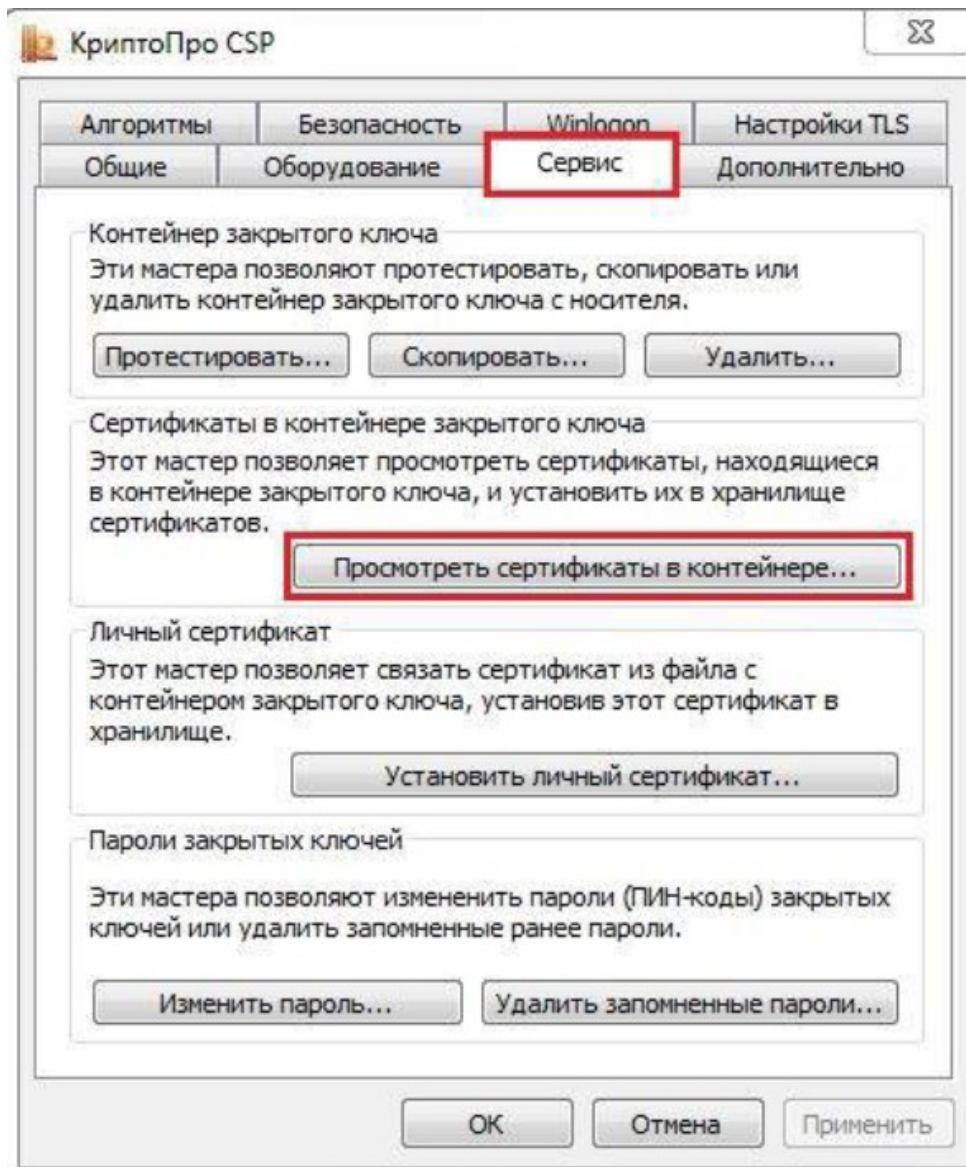 КриптоПро CSP
Алгоритмы Безопасность Winlogon Настройки TLS
Общие Оборудование Сервис Дополнительно
Контейнер закрытого ключа
Эти мастера позволяют протестировать, скопировать или
удалить контейнер закрытого ключа с носителя.
Протестировать... Скопировать... Удалить...
Сертификаты в контейнере закрытого ключа
Этот мастер позволяет просмотреть сертификаты, находящиеся
в контейнере закрытого ключа, и установить их в хранилище
сертификатов.
Просмотреть сертификаты в контейнере...
Личный сертификат
Этот мастер позволяет связать сертификат из файла с
контейнером закрытого ключа, установив этот сертификат в
хранилище.
Установить личный сертификат...
Пароли закрытых ключей
Эти мастера позволяют измененить пароли (ПИН-коды) закрытых
ключей или удалить запомненные ранее пароли.
Изменить пароль... Удалить запомненные пароли...
ОК Отмена Применить